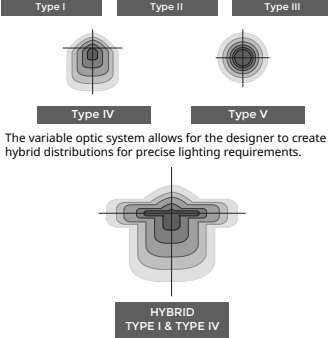 Type I Type II Type III
Type IV Type V
The variable optic system allows for the designer to create
hybrid distributions for precise lighting requirements.
HYBRID
TYPE I & TYPE IV